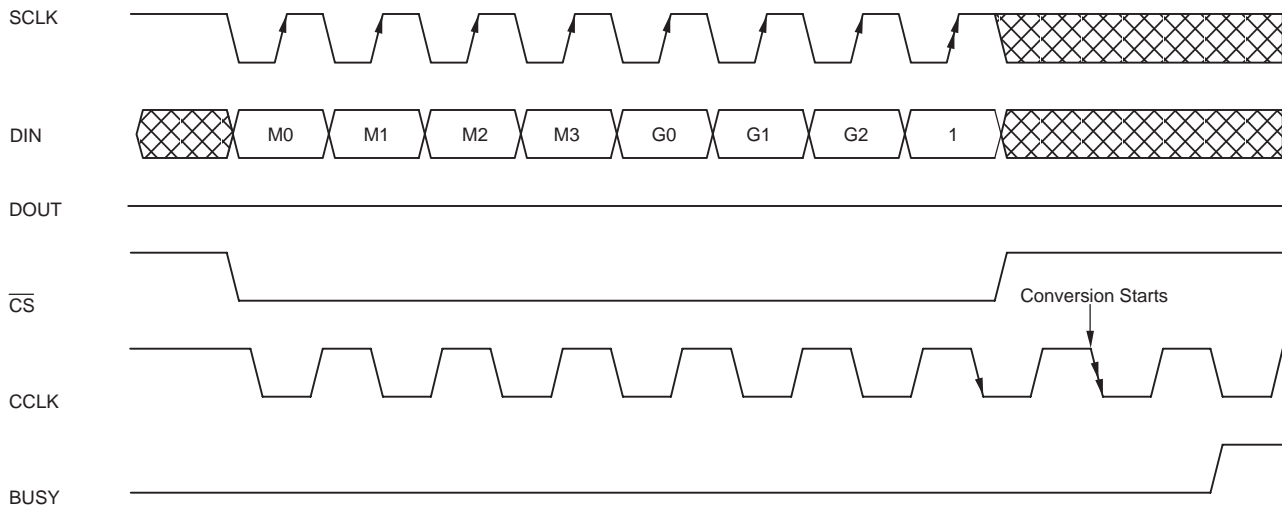 SCLK
DIN
M0 M1 M2 M3 G0 G1 G2 1
DOUT
CS
Conversion Starts
CCLK
BUSY